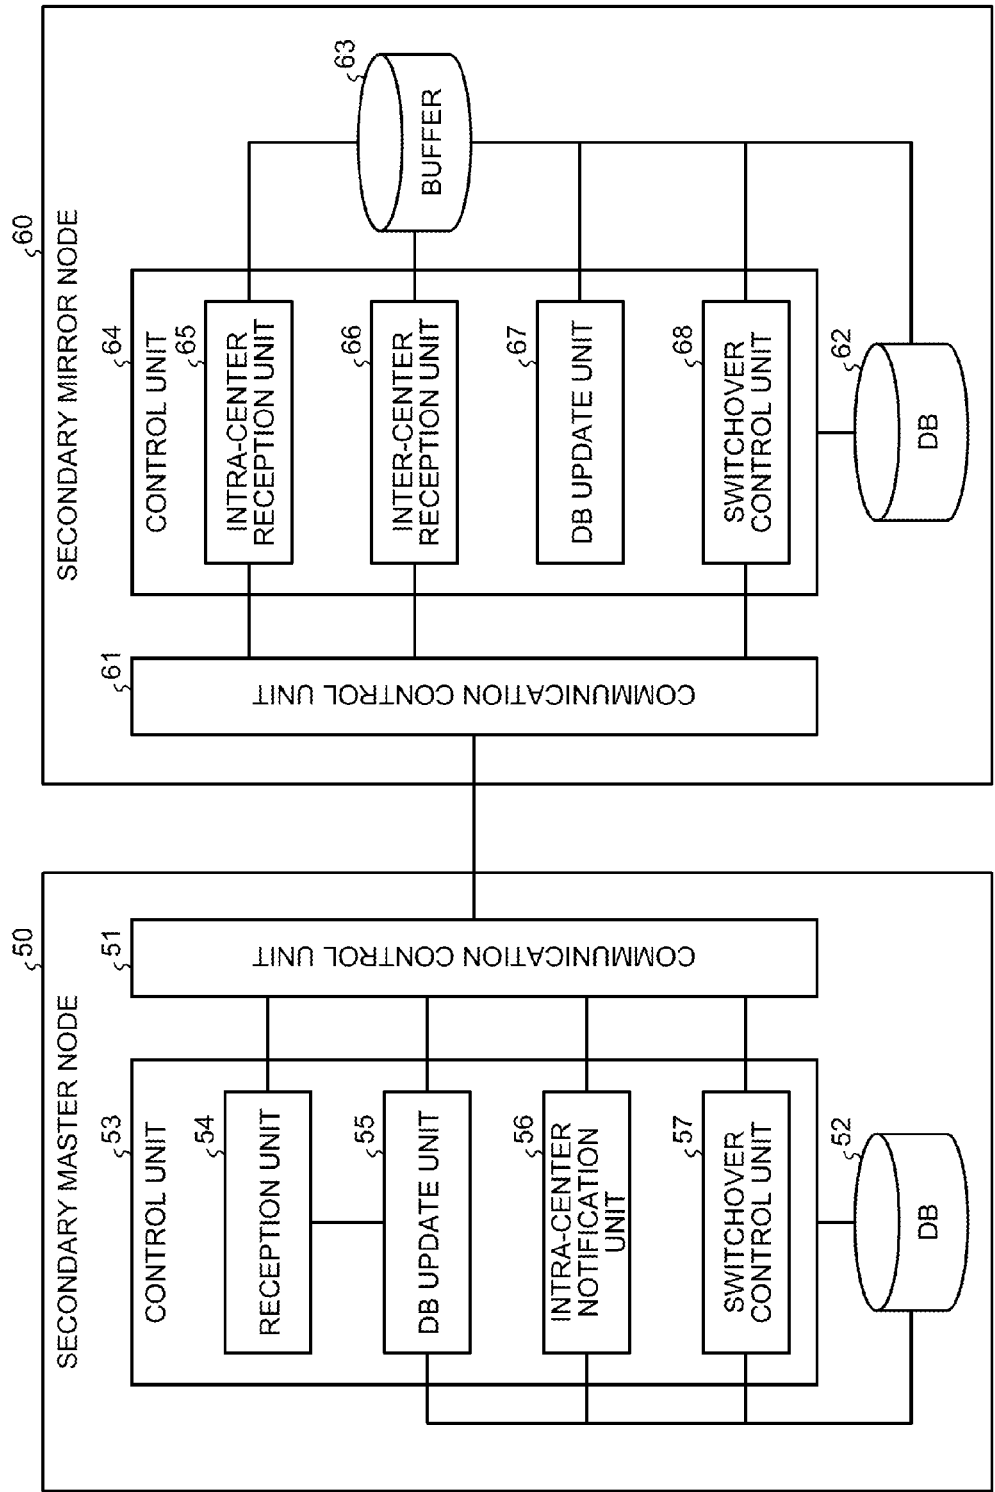 50
SECONDARY MASTER NODE
53
CONTROL UNIT
54
RECEPTION UNIT
55
DB UPDATE UNIT
56
INTRA-CENTER
NOTIFICATION
UNIT
57
SWITCHOVER
CONTROL UNIT
52
DB
51
COMMUNICATION CONTROL UNIT
60
SECONDARY MIRROR NODE
61
COMMUNICATION CONTROL UNIT
64
CONTROL UNIT
65
INTRA-CENTER
RECEPTION UNIT
66
INTER-CENTER
RECEPTION UNIT
67
DB UPDATE UNIT
68
SWITCHOVER
CONTROL UNIT
62
DB
63
BUFFER